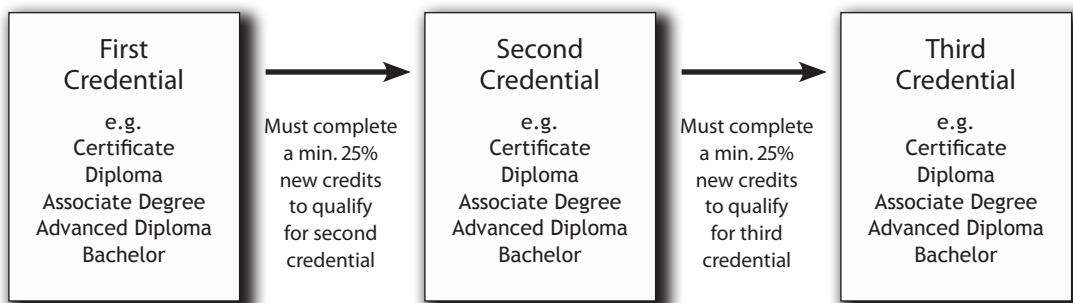 First
Credential
e.g.
Certificate
Diploma
Associate Degree
Advanced Diploma
Bachelor
Must complete
a min. 25%
new credits
to qualify
for second
credential
Second
Credential
e.g.
Certificate
Diploma
Associate Degree
Advanced Diploma
Bachelor
Must complete
a min. 25%
new credits
to qualify
for third
credential
Third
Credential
e.g.
Certificate
Diploma
Associate Degree
Advanced Diploma
Bachelor